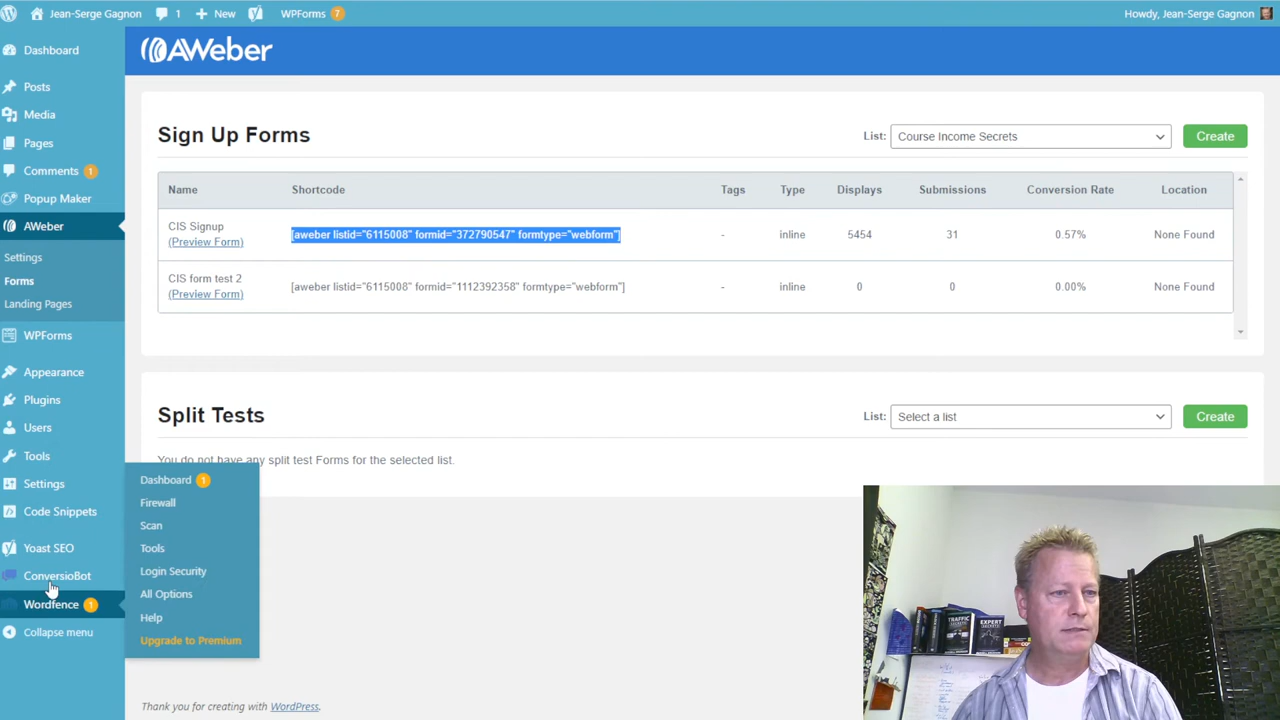 Jean-Serge Gagnon 1 New WPForms 7 Howdy, Jean-Serge Gagnon
Dashboard
Posts
Media
Pages
Comments 1
Popup Maker
AWeber
Settings
Forms
Landing Pages
WPForms
Appearance
Plugins
Users
Tools
Settings
Code Snippets
Yoast SEO
ConversioBot
Wordfence 1
Collapse menu
Dashboard 1
Firewall
Scan
Tools
Login Security
All Options
Help
Upgrade to Premium
AWeber
Sign Up Forms List: Course Income Secrets Create
Name Shortcode Tags Type Displays Submissions Conversion Rate Location
CIS Signup
(Preview Form) [aweber listid="6115008" formid="372790547" formtype="webform"] - inline 5454 31 0.57% None Found
CIS form test 2
(Preview Form) [aweber listid="6115008" formid="1112392358" formtype="webform"] - inline 0 0 0.00% None Found
Split Tests List: Select a list Create
You do not have any split test Forms for the selected list.
TRAFFIC
SECRETS
EXPERT
SECRETS
Thank you for creating with WordPress.